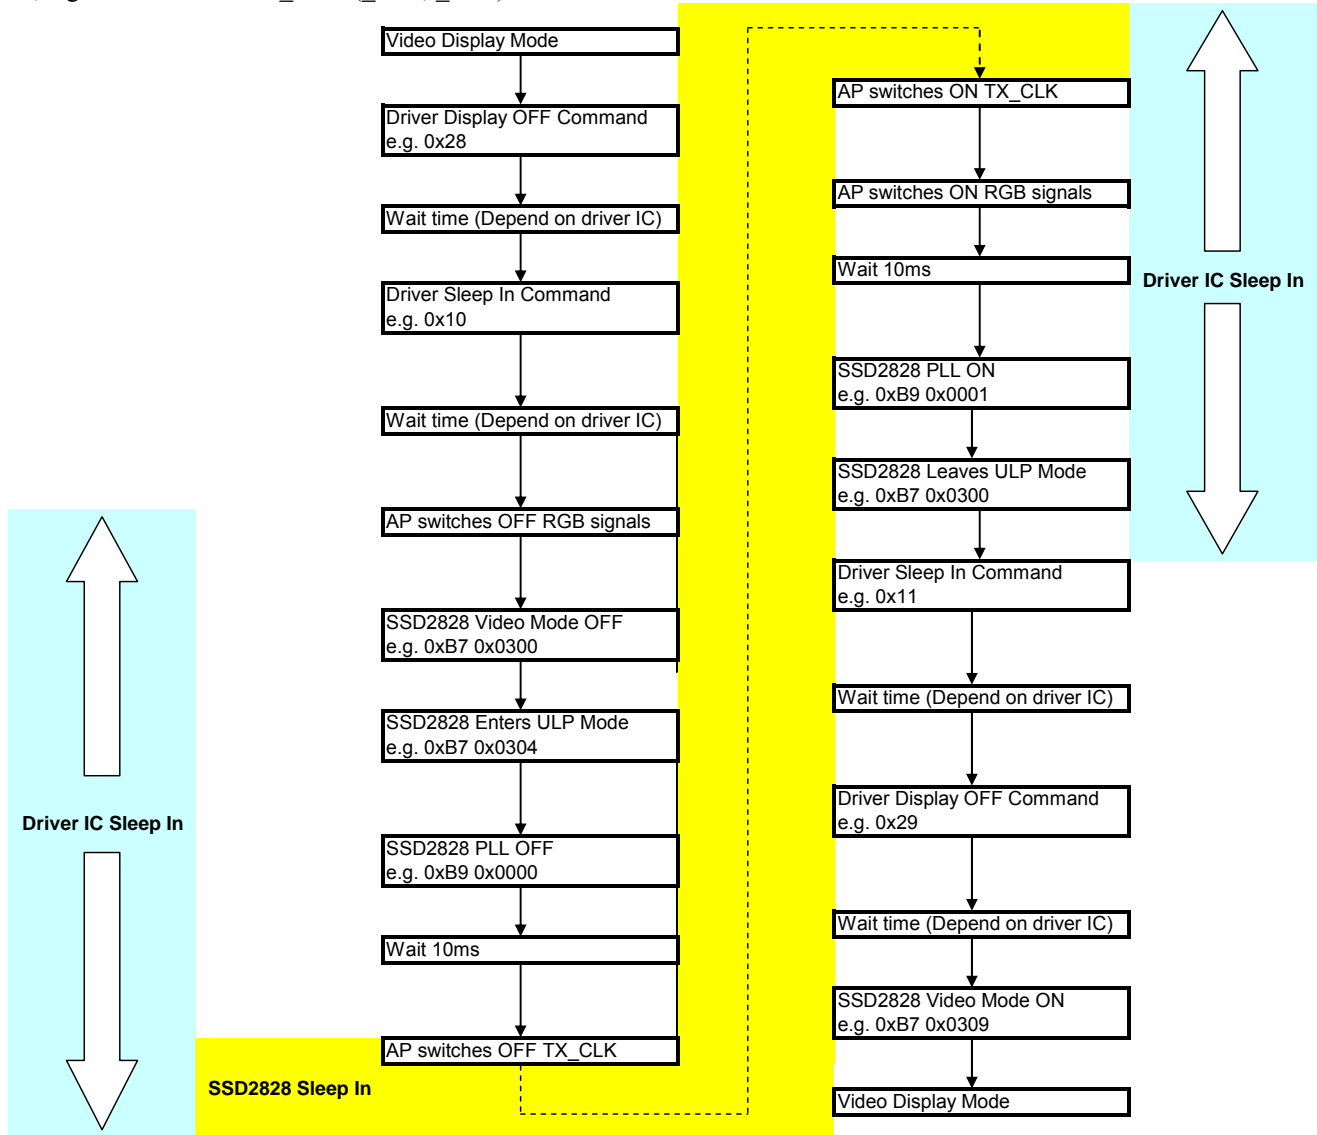 Video Display Mode
Driver Display OFF Command
e.g. 0x28
Wait time (Depend on driver IC)
Driver Sleep In Command
e.g. 0x10
Wait time (Depend on driver IC)
AP switches OFF RGB signals
SSD2828 Video Mode OFF
e.g. 0xB7 0x0300
SSD2828 Enters ULP Mode
e.g. 0xB7 0x0304
SSD2828 PLL OFF
e.g. 0xB9 0x0000
Wait 10ms
AP switches OFF TX_CLK
Driver IC Sleep In
SSD2828 Sleep In
AP switches ON TX_CLK
AP switches ON RGB signals
Wait 10ms
SSD2828 PLL ON
e.g. 0xB9 0x0001
SSD2828 Leaves ULP Mode
e.g. 0xB7 0x0300
Driver Sleep In Command
e.g. 0x11
Wait time (Depend on driver IC)
Driver Display OFF Command
e.g. 0x29
Wait time (Depend on driver IC)
SSD2828 Video Mode ON
e.g. 0xB7 0x0309
Video Display Mode
Driver IC Sleep In